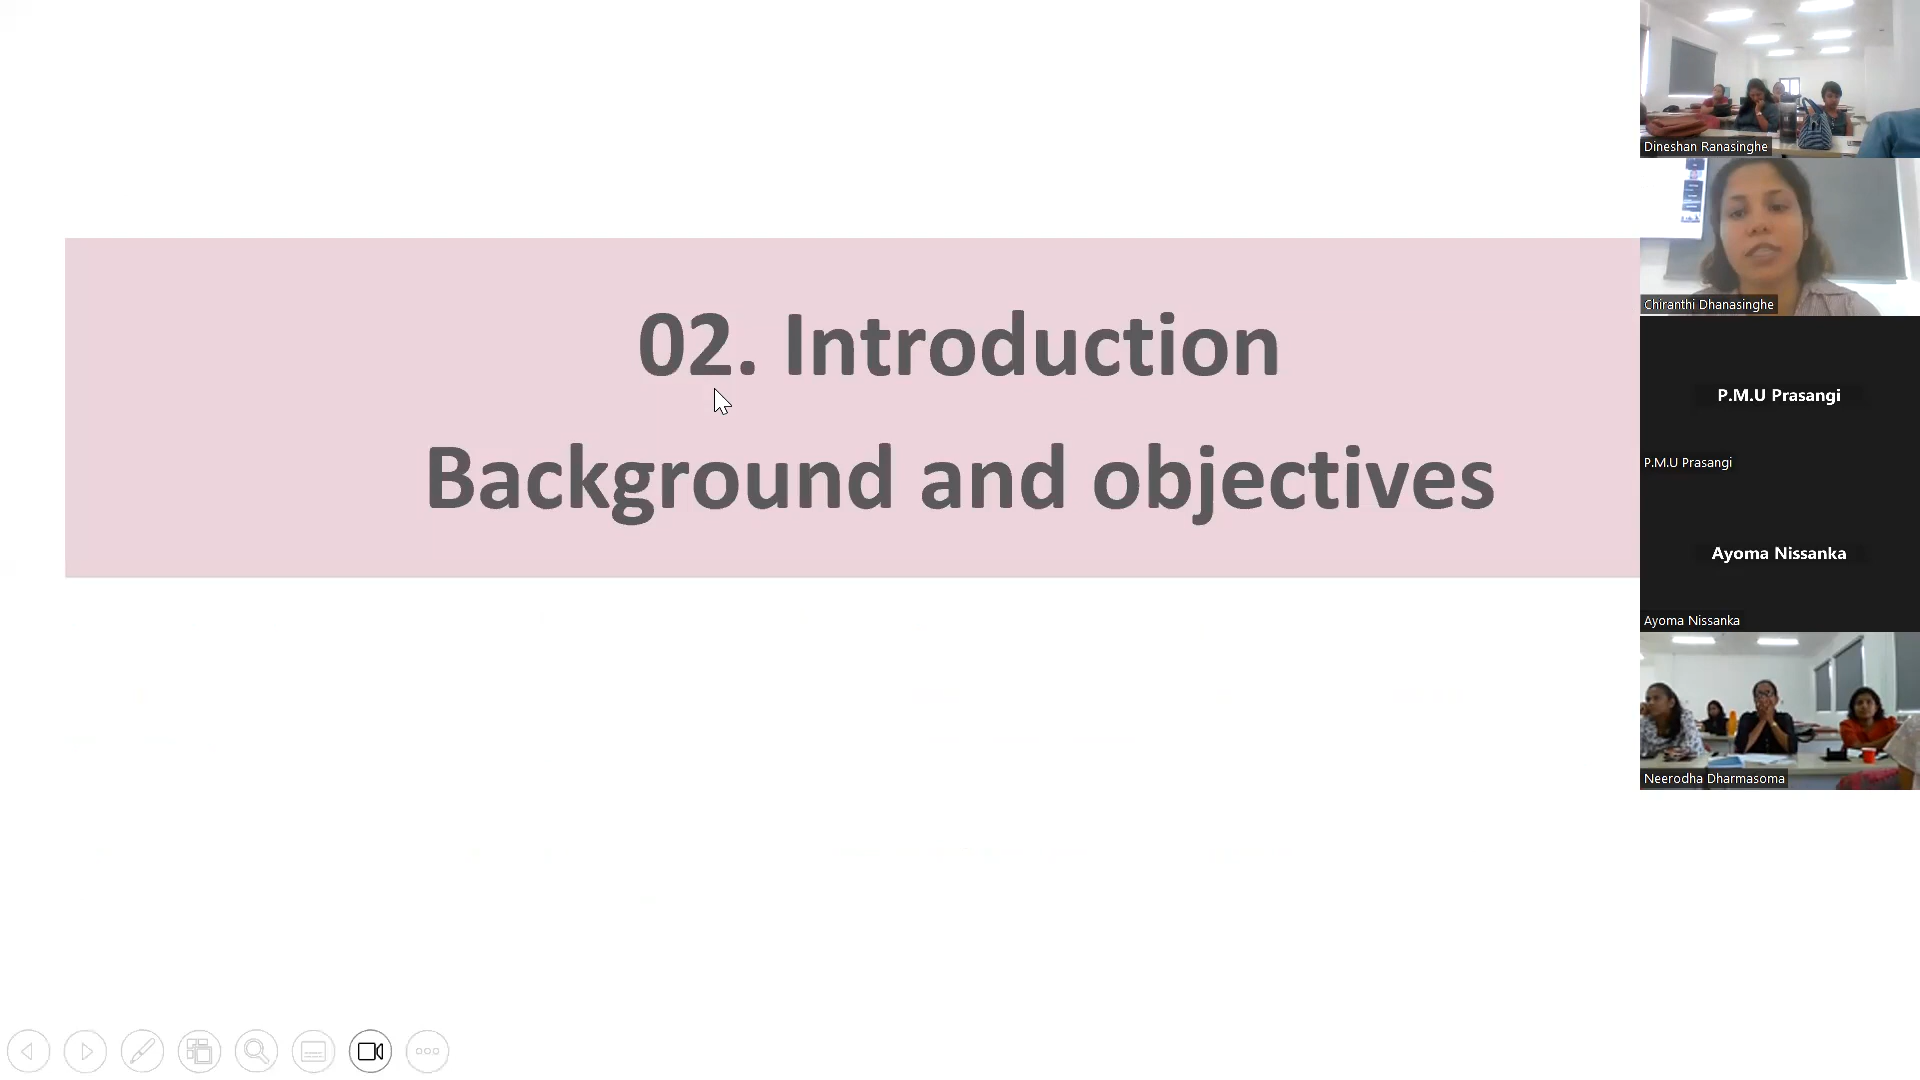 02. Introduction
Background and objectives
Dineshan Ranasinghe
Chiranthi Dhanasinghe
P.M.U Prasangi
P.M.U Prasangi
Ayoma Nissanka
Ayoma Nissanka
Neerodha Dharmasoma